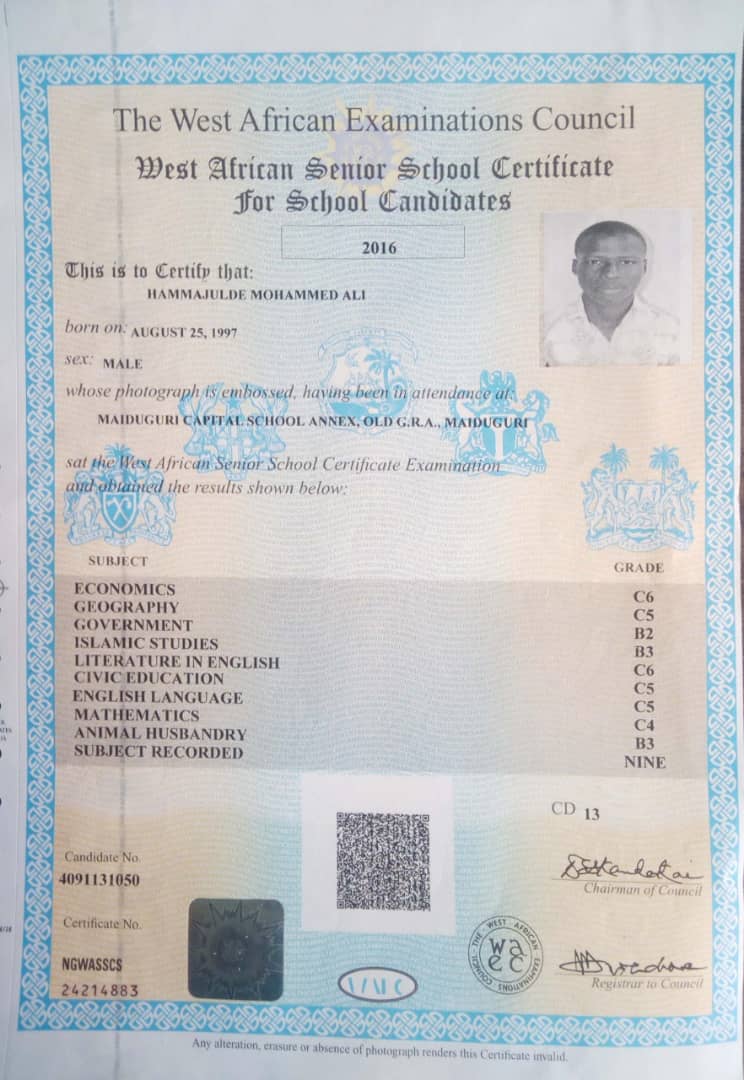 The West African Examinations Council
West African Senior School Certificate
For School Candidates
2016
This is to Certify that:
HAMMAJULDE MOHAMMED ALI
born on: AUGUST 25, 1997
sex: MALE
whose photograph is embossed, having been in attendance at:
MAIDUGURI CAPITAL SCHOOL ANNEX, OLD G.R.A., MAIDUGURI
sat the West African Senior School Certificate Examination
and obtained the results shown below:
SUBJECT GRADE
ECONOMICS C6
GEOGRAPHY C5
GOVERNMENT B2
ISLAMIC STUDIES B3
LITERATURE IN ENGLISH C6
CIVIC EDUCATION C5
ENGLISH LANGUAGE C5
MATHEMATICS C4
ANIMAL HUSBANDRY B3
SUBJECT RECORDED NINE
CD 13
Candidate No.
4091131050
Chairman of Council
Certificate No.
NGWASSCS
24214883
THE WEST AFRICAN EXAMINATIONS COUNCIL
waec
Registrar to Council
Any alteration, erasure or absence of photograph renders this Certificate invalid.